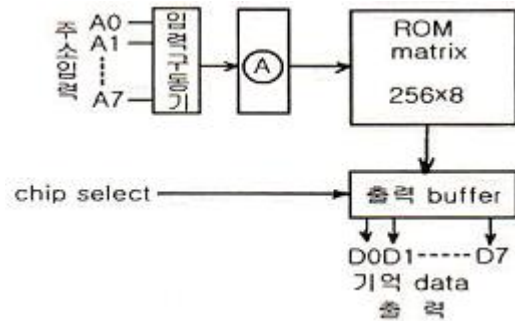 주소입력
A0
A1
A7
입력구동기
A
ROM
matrix
256×8
chip select
출력 buffer
D0D1-----D7
기억 data
출 력